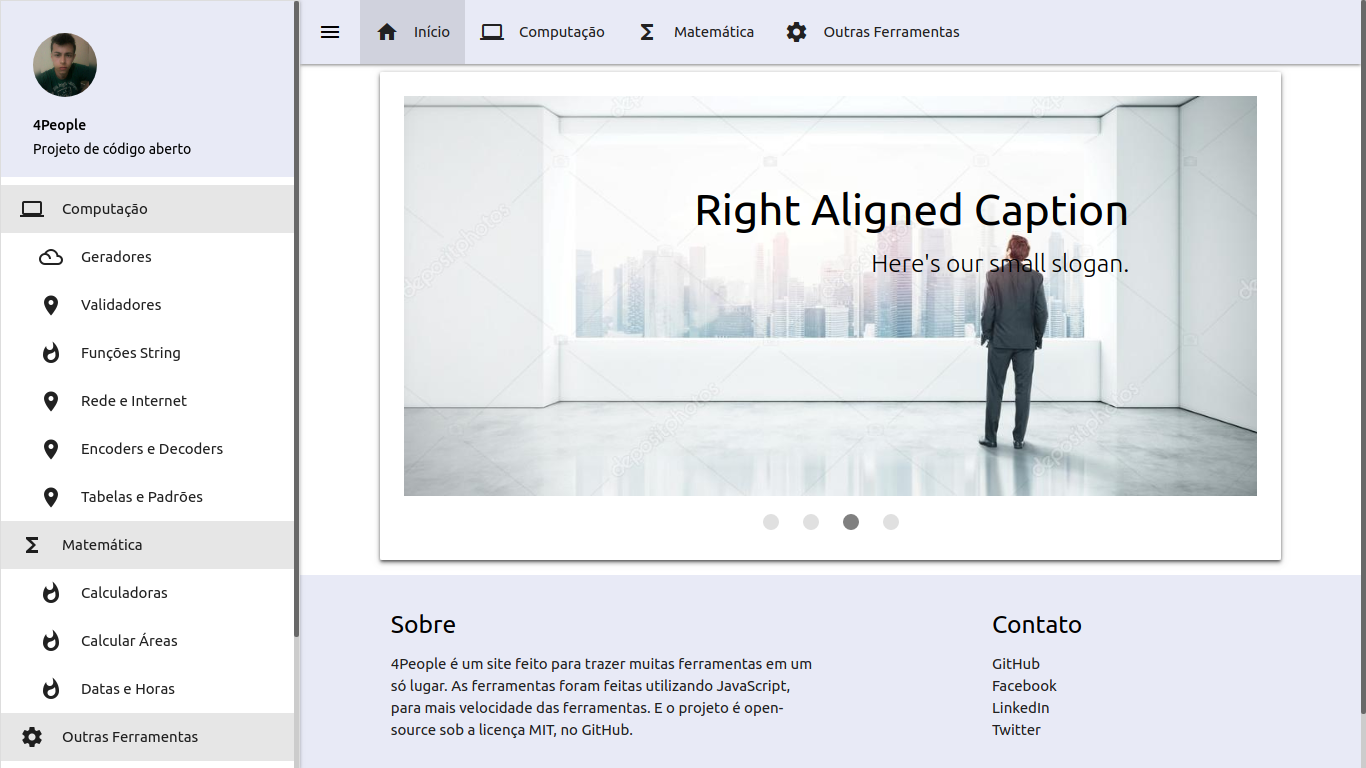 4People
Projeto de código aberto
Computação
Geradores
Validadores
Funções String
Rede e Internet
Encoders e Decoders
Tabelas e Padrões
Matemática
Calculadoras
Calcular Áreas
Datas e Horas
Outras Ferramentas
Início
Computação
Matemática
Outras Ferramentas
Right Aligned Caption
Here's our small slogan.
depositphotos
depositphotos
depositphotos
Sobre
4People é um site feito para trazer muitas ferramentas em um
só lugar. As ferramentas foram feitas utilizando JavaScript,
para mais velocidade das ferramentas. E o projeto é open-
source sob a licença MIT, no GitHub.
Contato
GitHub
Facebook
LinkedIn
Twitter